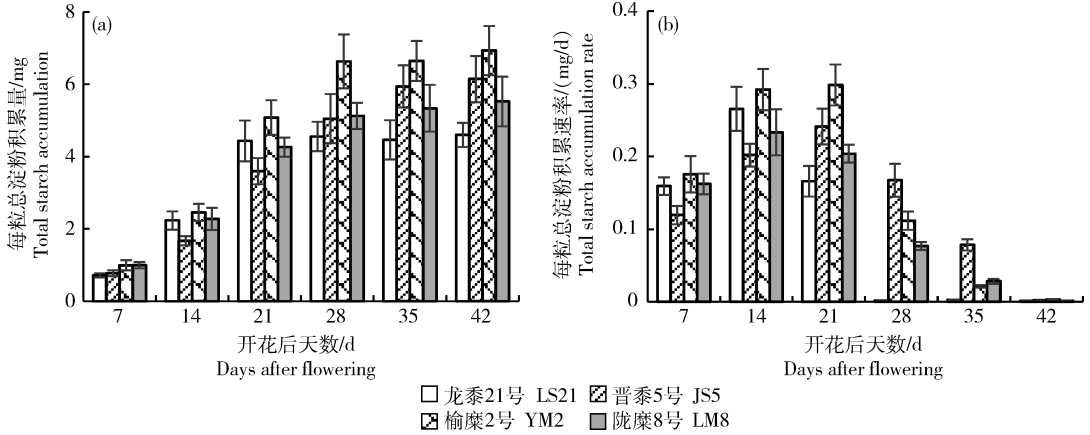 (a)
每粒总淀粉积累量/mg
Total starch accumulation
8
6
4
2
0
7 14 21 28 35 42
开花后天数/d
Days after flowering
(b)
每粒总淀粉积累速率/(mg/d)
Total starch accumulation rate
0.4
0.3
0.2
0.1
0
7 14 21 28 35 42
开花后天数/d
Days after flowering
龙黍21号 LS21
晋黍5号 JS5
榆糜2号 YM2
陇糜8号 LM8